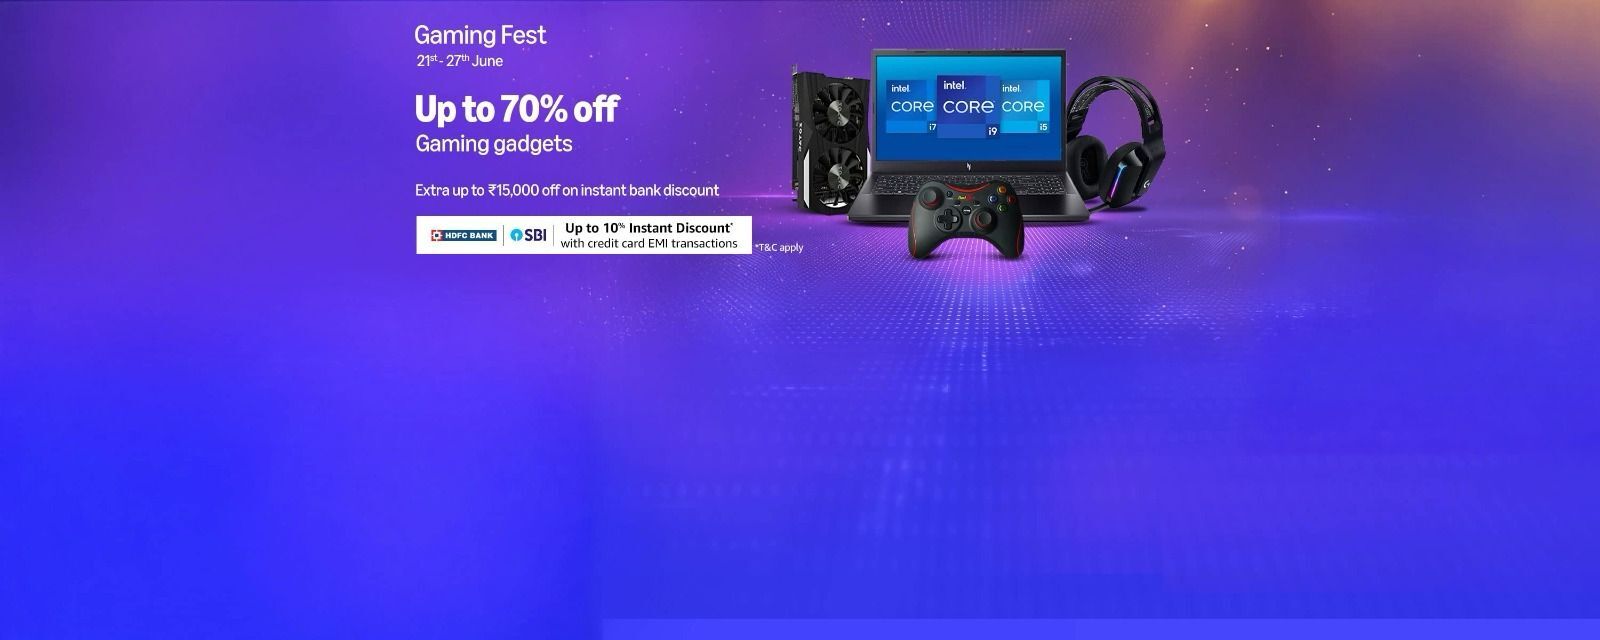 Gaming Fest
21st - 27th June
Up to 70% off
Gaming gadgets
Extra up to ₹15,000 off on instant bank discount
HDFC BANK SBI Up to 10% Instant Discount*
with credit card EMI transactions
*T&C apply
ZOTAC
intel. CORE i7
intel. CORE i9
intel. CORE i5